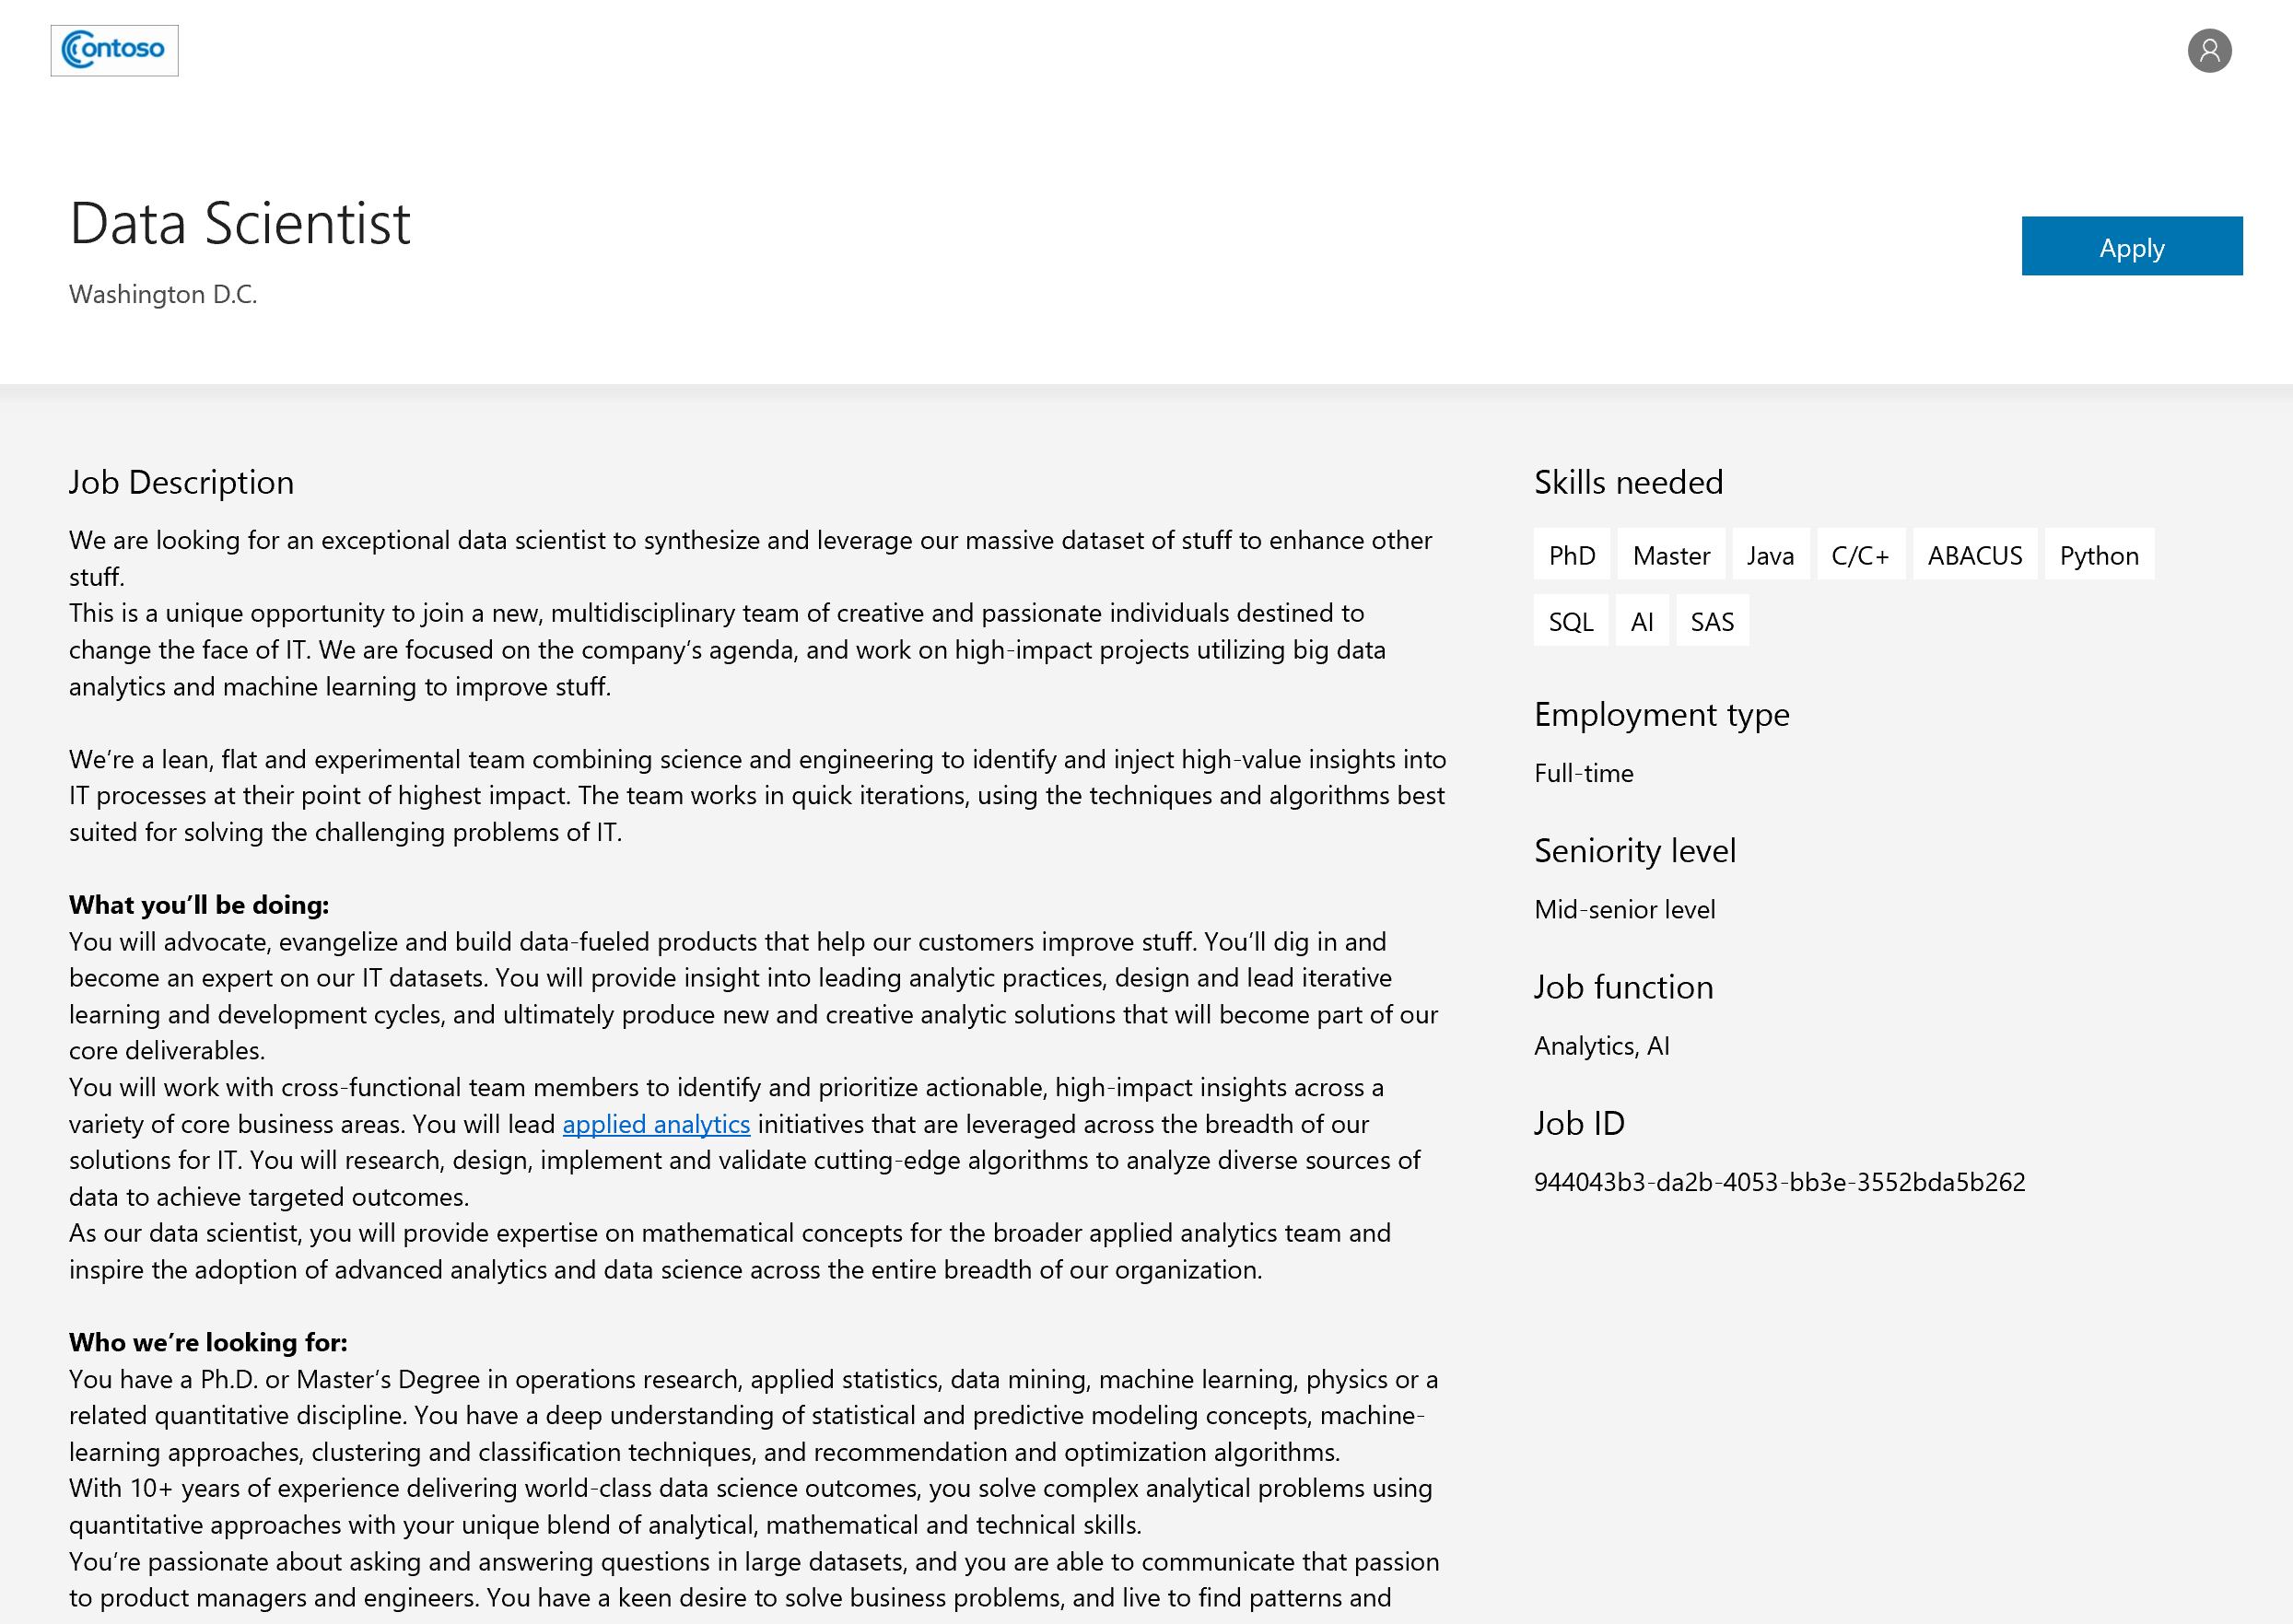 Contoso
Data Scientist
Apply
Washington D.C.
Job Description
We are looking for an exceptional data scientist to synthesize and leverage our massive dataset of stuff to enhance other
stuff.
This is a unique opportunity to join a new, multidisciplinary team of creative and passionate individuals destined to
change the face of IT. We are focused on the company’s agenda, and work on high-impact projects utilizing big data
analytics and machine learning to improve stuff.
We’re a lean, flat and experimental team combining science and engineering to identify and inject high-value insights into
IT processes at their point of highest impact. The team works in quick iterations, using the techniques and algorithms best
suited for solving the challenging problems of IT.
What you’ll be doing:
You will advocate, evangelize and build data-fueled products that help our customers improve stuff. You’ll dig in and
become an expert on our IT datasets. You will provide insight into leading analytic practices, design and lead iterative
learning and development cycles, and ultimately produce new and creative analytic solutions that will become part of our
core deliverables.
You will work with cross-functional team members to identify and prioritize actionable, high-impact insights across a
variety of core business areas. You will lead applied analytics initiatives that are leveraged across the breadth of our
solutions for IT. You will research, design, implement and validate cutting-edge algorithms to analyze diverse sources of
data to achieve targeted outcomes.
As our data scientist, you will provide expertise on mathematical concepts for the broader applied analytics team and
inspire the adoption of advanced analytics and data science across the entire breadth of our organization.
Who we’re looking for:
You have a Ph.D. or Master’s Degree in operations research, applied statistics, data mining, machine learning, physics or a
related quantitative discipline. You have a deep understanding of statistical and predictive modeling concepts, machine-
learning approaches, clustering and classification techniques, and recommendation and optimization algorithms.
With 10+ years of experience delivering world-class data science outcomes, you solve complex analytical problems using
quantitative approaches with your unique blend of analytical, mathematical and technical skills.
You’re passionate about asking and answering questions in large datasets, and you are able to communicate that passion
to product managers and engineers. You have a keen desire to solve business problems, and live to find patterns and
Skills needed
PhD Master Java C/C+ ABACUS Python
SQL AI SAS
Employment type
Full-time
Seniority level
Mid-senior level
Job function
Analytics, AI
Job ID
944043b3-da2b-4053-bb3e-3552bda5b262